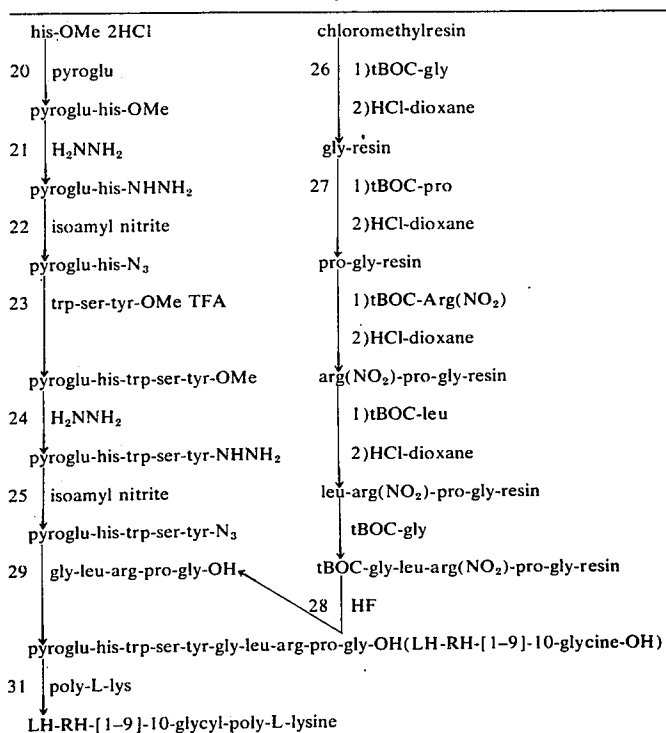 his-OMe 2HCl
20 pyroglu
pyroglu-his-OMe
21 H₂NNH₂
pyroglu-his-NHNH₂
22 isoamyl nitrite
pyroglu-his-N₃
23 trp-ser-tyr-OMe TFA
pyroglu-his-trp-ser-tyr-OMe
24 H₂NNH₂
pyroglu-his-trp-ser-tyr-NHNH₂
25 isoamyl nitrite
pyroglu-his-trp-ser-tyr-N₃
29 gly-leu-arg-pro-gly-OH
chloromethylresin
26 1)tBOC-gly
2)HCl-dioxane
gly-resin
27 1)tBOC-pro
2)HCl-dioxane
pro-gly-resin
1)tBOC-Arg(NO₂)
2)HCl-dioxane
arg(NO₂)-pro-gly-resin
1)tBOC-leu
2)HCl-dioxane
leu-arg(NO₂)-pro-gly-resin
tBOC-gly
tBOC-gly-leu-arg(NO₂)-pro-gly-resin
28 HF
pyroglu-his-trp-ser-tyr-gly-leu-arg-pro-gly-OH(LH-RH-[1–9]-10-glycine-OH)
31 poly-L-lys
LH-RH-[1–9]-10-glycyl-poly-L-lysine